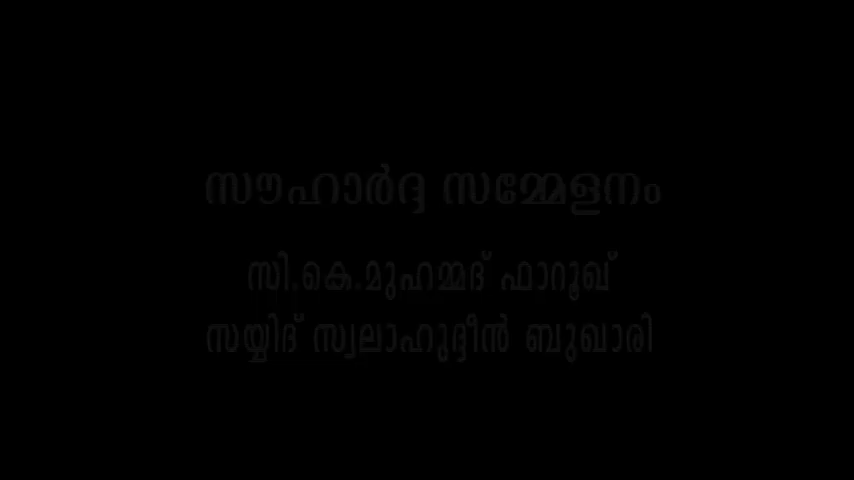 സൗഹാർദ്ദ സമ്മേളനം
സി.കെ.മുഹമ്മദ് ഫാറൂഖ്
സയ്യിദ് സ്വലാഹുദ്ദീൻ ബുഖാരി